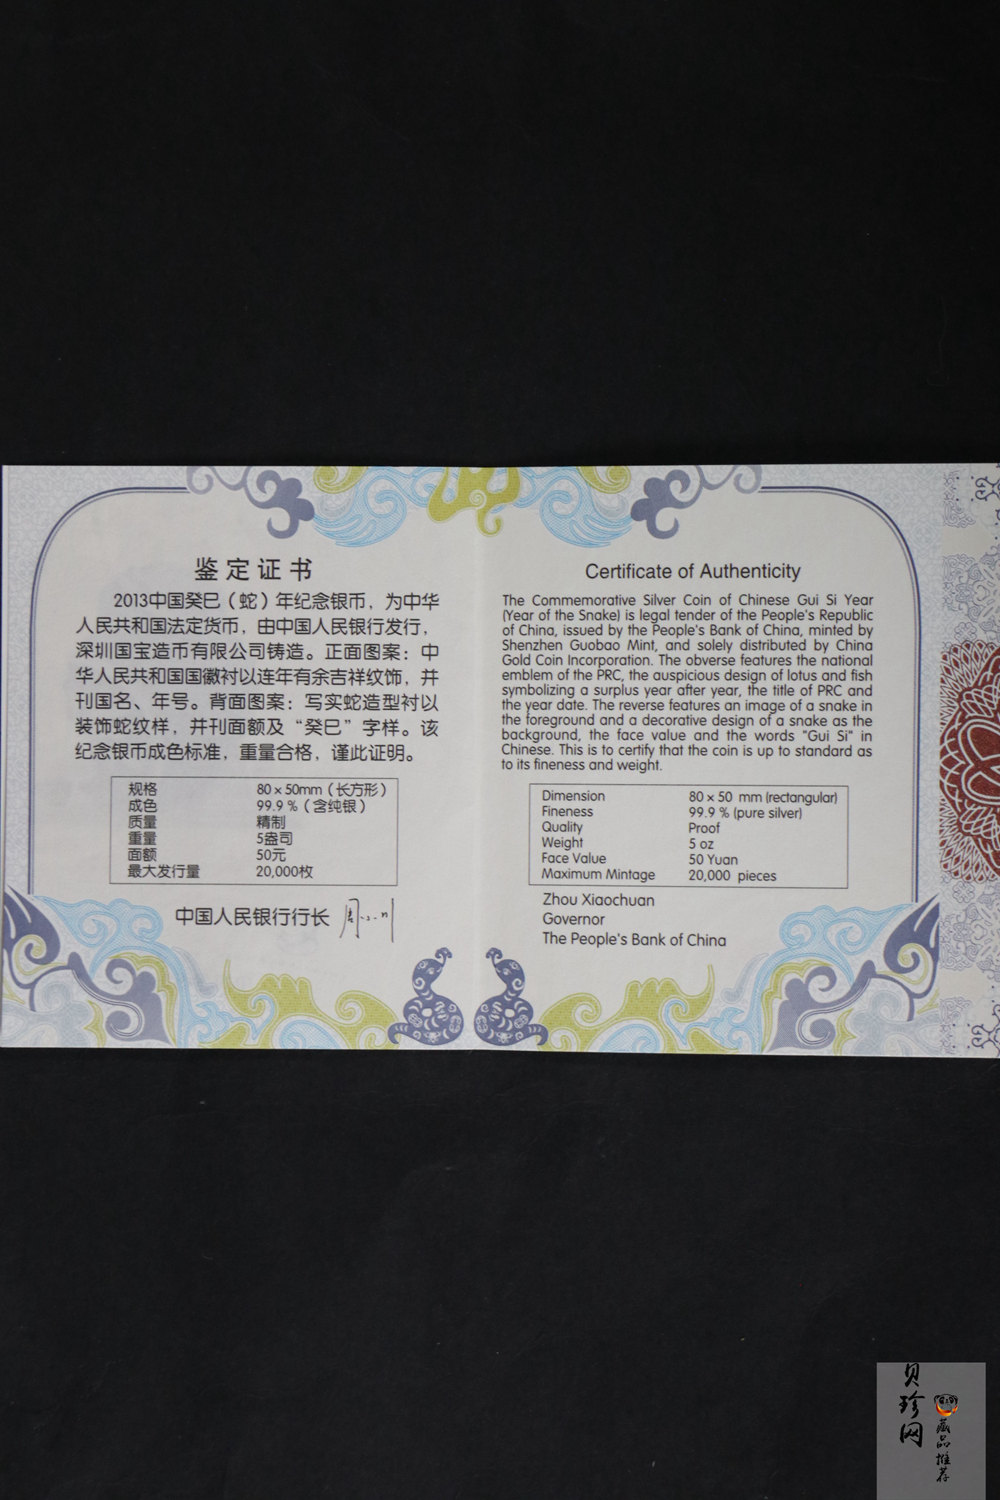 鉴定证书
2013中国癸巳（蛇）年纪念银币，为中华
人民共和国法定货币，由中国人民银行发行，
深圳国宝造币有限公司铸造。正面图案：中
华人民共和国国徽衬以连年有余吉祥纹饰，并
刊国名、年号。背面图案：写实蛇造型衬以
装饰蛇纹样，并刊面额及“癸巳”字样。该
纪念银币成色标准，重量合格，谨此证明。
规格 80×50mm（长方形）
成色 99.9％（含纯银）
质量 精制
重量 5盎司
面额 50元
最大发行量 20,000枚
中国人民银行行长
Certificate of Authenticity
The Commemorative Silver Coin of Chinese Gui Si Year
(Year of the Snake) is legal tender of the People's Republic
of China, issued by the People's Bank of China, minted by
Shenzhen Guobao Mint, and solely distributed by China
Gold Coin Incorporation. The obverse features the national
emblem of the PRC, the auspicious design of lotus and fish
symbolizing a surplus year after year, the title of PRC and
the year date. The reverse features an image of a snake in
the foreground and a decorative design of a snake as the
background, the face value and the words "Gui Si" in
Chinese. This is to certify that the coin is up to standard as
to its fineness and weight.
Dimension 80×50 mm (rectangular)
Fineness 99.9 % (pure silver)
Quality Proof
Weight 5 oz
Face Value 50 Yuan
Maximum Mintage 20,000 pieces
Zhou Xiaochuan
Governor
The People's Bank of China
贝珍网
藏品推荐